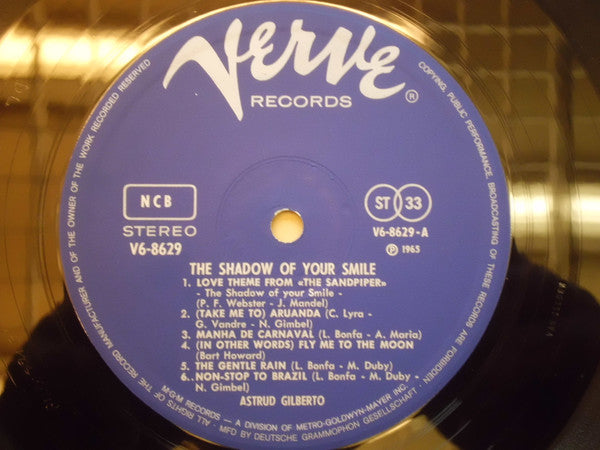 Verve
RECORDS
®
NCB
STEREO
V6-8629
ST 33
V6-8629-A
℗ 1965
THE SHADOW OF YOUR SMILE
1. LOVE THEME FROM «THE SANDPIPER»
- The Shadow of your Smile -
(P. F. Webster - J. Mandel)
2. (TAKE ME TO) ARUANDA (C. Lyra -
G. Vandre - N. Gimbel)
3. MANHA DE CARNAVAL (L. Bonfa - A. Maria)
4. (IN OTHER WORDS) FLY ME TO THE MOON
(Bart Howard)
5. THE GENTLE RAIN (L. Bonfa - M. Duby)
6.. NON-STOP TO BRAZIL (L. Bonfa - M. Duby -
N. Gimbel)
ASTRUD GILBERTO
M-G-M RECORDS — A DIVISION OF METRO-GOLDWYN-MAYER INC.
MFD BY DEUTSCHE GRAMMOPHON GESELLSCHAFT ·
ALL RIGHTS OF THE RECORD MANUFACTURER AND OF THE OWNER OF THE WORK RECORDED RESERVED
COPYING, PUBLIC PERFORMANCE, BROADCASTING OF THESE RECORDS ARE FORBIDDEN